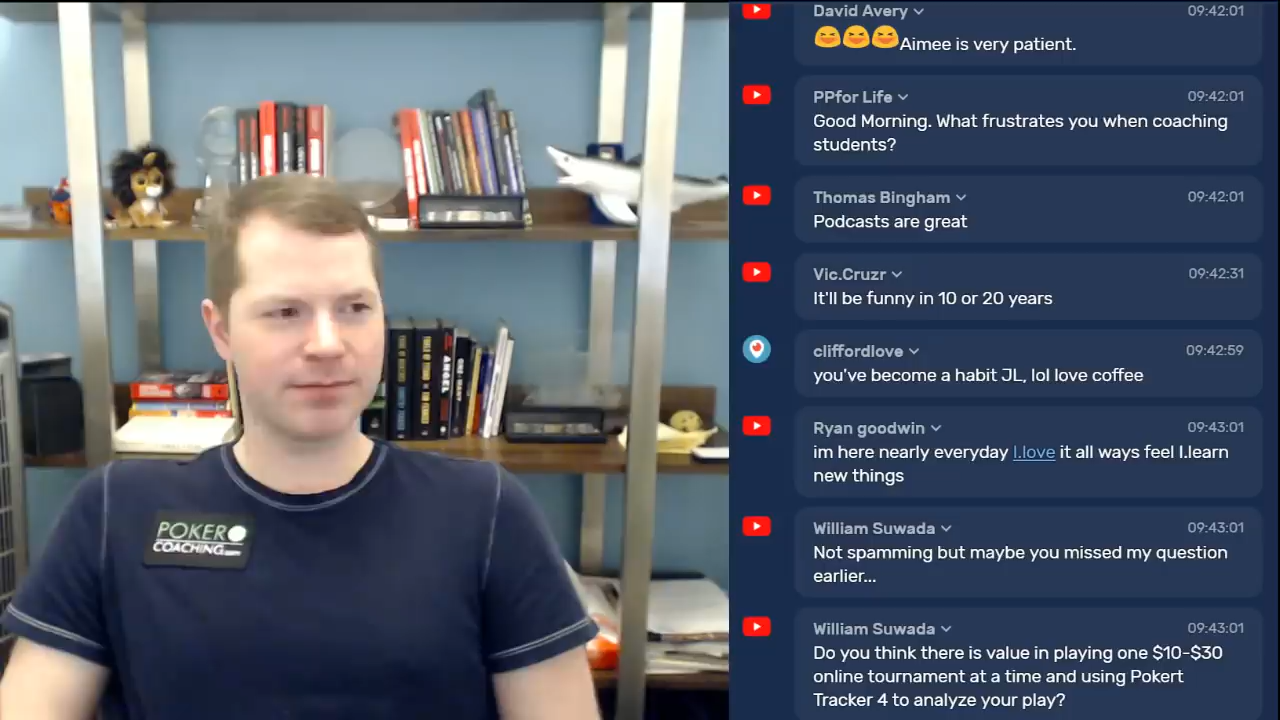 POKER
COACHING.com
ANGEL
David Avery
09:42:01
😆😆😆Aimee is very patient.
PPfor Life
09:42:01
Good Morning. What frustrates you when coaching
students?
Thomas Bingham
09:42:01
Podcasts are great
Vic.Cruzr
09:42:31
It'll be funny in 10 or 20 years
cliffordlove
09:42:59
you've become a habit JL, lol love coffee
Ryan goodwin
09:43:01
im here nearly everyday I.love it all ways feel I.learn
new things
William Suwada
09:43:01
Not spamming but maybe you missed my question
earlier...
William Suwada
09:43:01
Do you think there is value in playing one $10-$30
online tournament at a time and using Pokert
Tracker 4 to analyze your play?